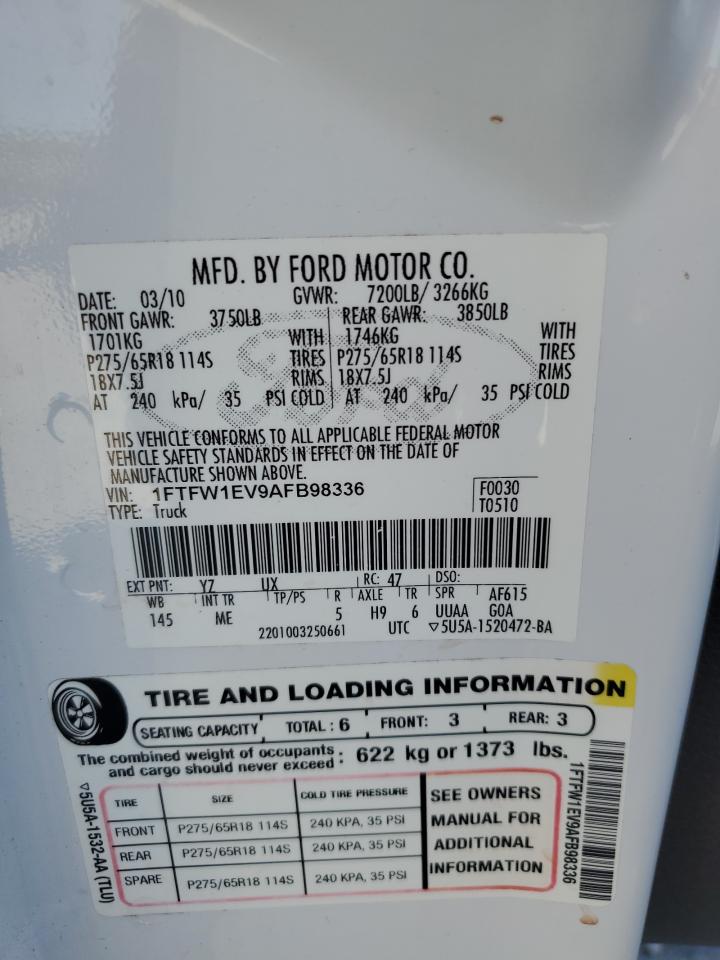 MFD. BY FORD MOTOR CO.
DATE: 03/10 GVWR: 7200LB/ 3266KG
FRONT GAWR: 3750LB REAR GAWR: 3850LB
1701KG WITH 1746KG WITH
P275/65R18 114S TIRES P275/65R18 114S TIRES
18X7.5J RIMS 18X7.5J RIMS
AT 240 kPa/ 35 PSI COLD AT 240 kPa/ 35 PSI COLD
Ford
THIS VEHICLE CONFORMS TO ALL APPLICABLE FEDERAL MOTOR
VEHICLE SAFETY STANDARDS IN EFFECT ON THE DATE OF
MANUFACTURE SHOWN ABOVE.
VIN: 1FTFW1EV9AFB98336 F0030
TYPE: Truck T0510
EXT PNT: YZ UX RC: 47 DSO:
WB INT TR TP/PS R AXLE TR SPR AF615
145 ME 5 H9 6 UUAA GOA
2201003250661 UTC ▽5U5A-1520472-BA
TIRE AND LOADING INFORMATION
SEATING CAPACITY TOTAL : 6 FRONT: 3 REAR: 3
The combined weight of occupants : 622 kg or 1373 lbs.
and cargo should never exceed
TIRE SIZE COLD TIRE PRESSURE SEE OWNERS
FRONT P275/65R18 114S 240 KPA, 35 PSI MANUAL FOR
REAR P275/65R18 114S 240 KPA, 35 PSI ADDITIONAL
SPARE P275/65R18 114S 240 KPA, 35 PSI INFORMATION
▽5U5A-1532-AA (TLU)
1FTFW1EV9AFB98336